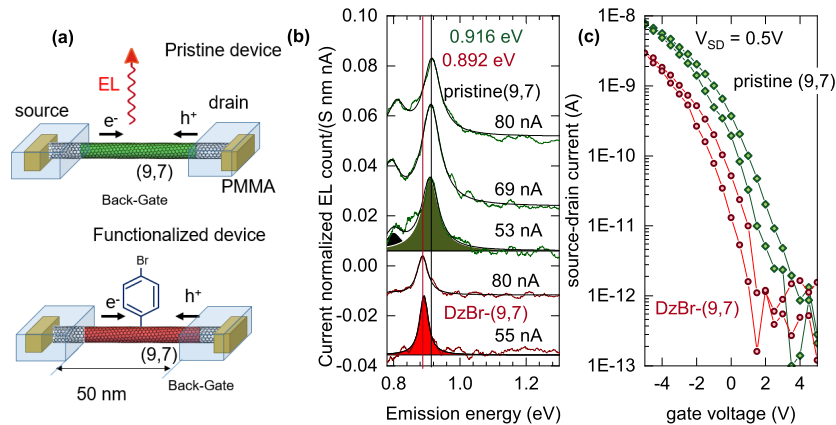 (a)
Pristine device
EL
source
drain
e-
h+
(9,7)
PMMA
Back-Gate
Functionalized device
Br
e-
h+
(9,7)
Back-Gate
50 nm
(b)
0.10
0.08
0.06
0.04
0.02
0.00
-0.02
-0.04
Current normalized EL count/(S nm nA)
0.916 eV
0.892 eV
pristine(9,7)
80 nA
69 nA
53 nA
80 nA
DzBr-(9,7)
55 nA
0.8
1.0
1.2
Emission energy (eV)
(c)
1E-8
1E-9
1E-10
1E-11
1E-12
1E-13
source-drain current (A)
VSD = 0.5V
pristine (9,7)
DzBr-(9,7)
-4
-2
0
2
4
gate voltage (V)